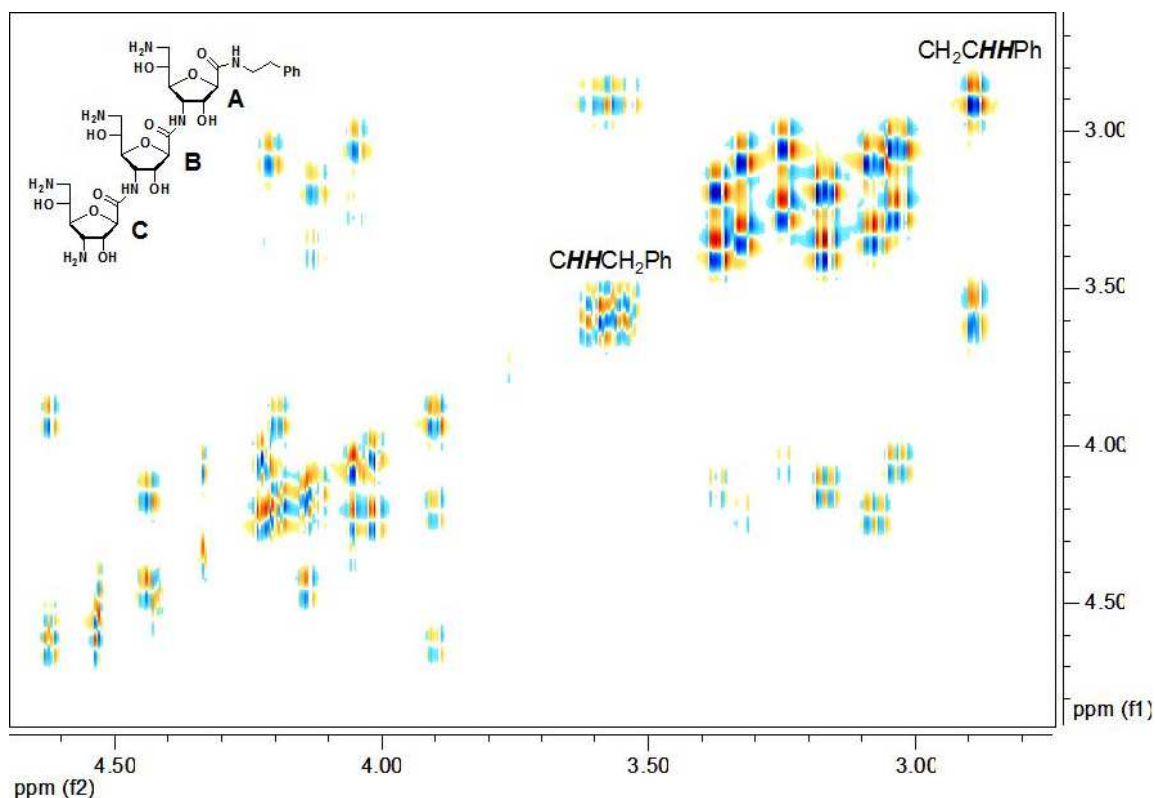 H₂N
HO
O
O
H
N
Ph
A
H₂N
HO
O
O
NH
OH
B
H₂N
HO
O
O
NH
OH
C
H₂N OH
CH₂CHHPh
CHHCH₂Ph
3.00
3.50
4.00
4.50
ppm (f1)
4.50 4.00 3.50 3.00
ppm (f2)